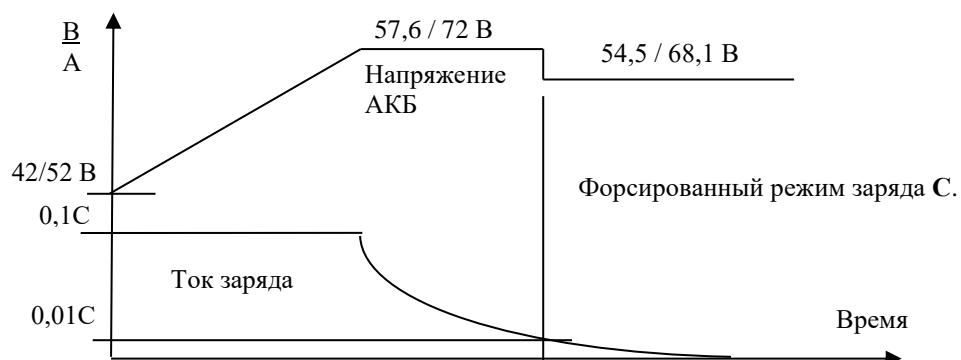 В
А
57,6 / 72 В
54,5 / 68,1 В
Напряжение
АКБ
42/52 В
Форсированный режим заряда С.
0,1С
Ток заряда
0,01С
Время